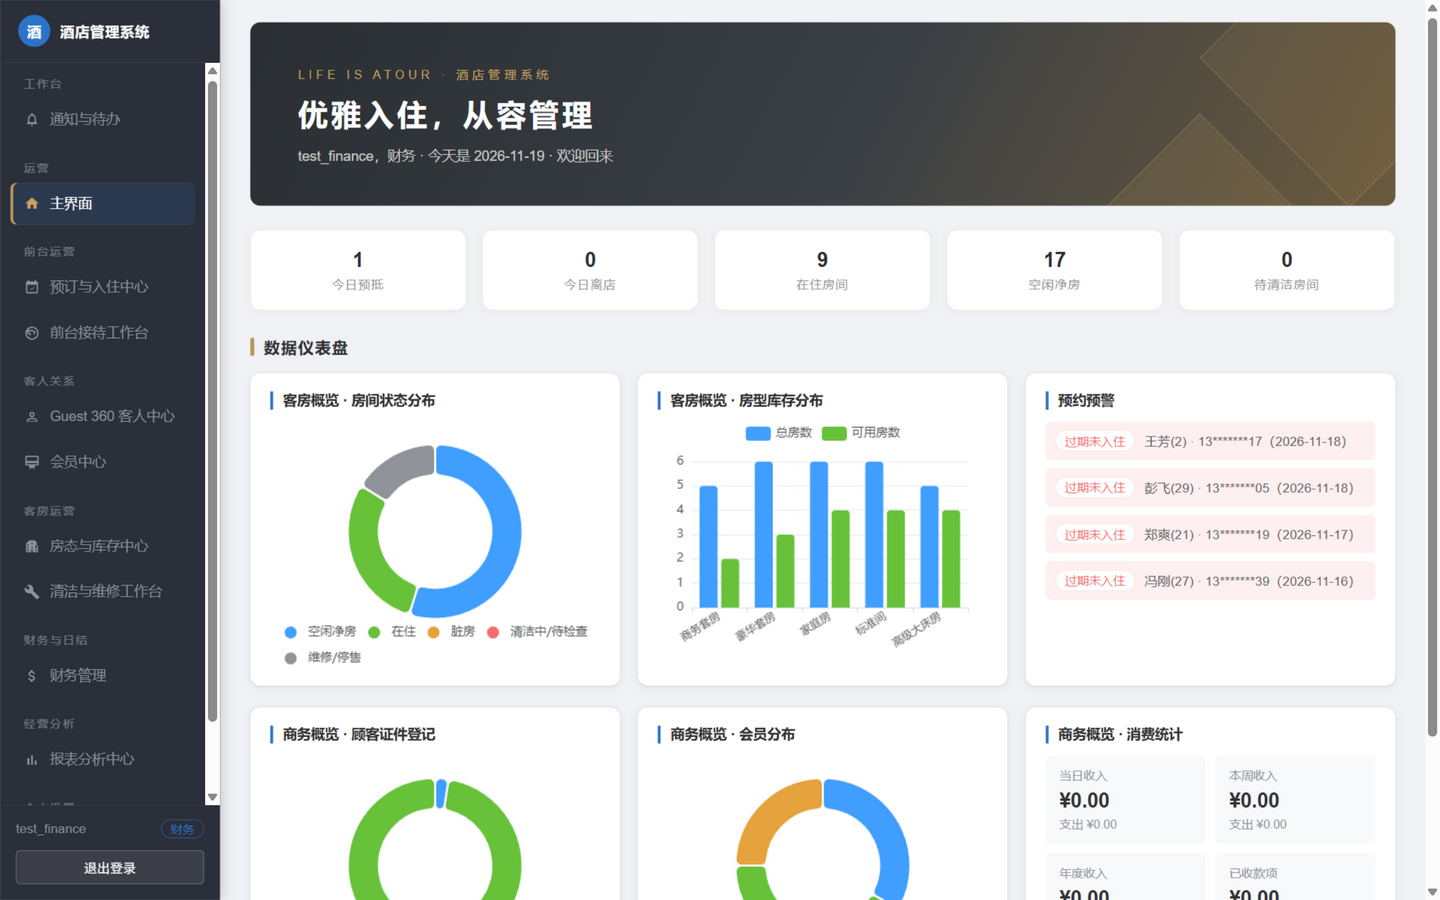 酒 酒店管理系统
工作台
通知与待办
运营
主界面
前台运营
预订与入住中心
前台接待工作台
客人关系
Guest 360 客人中心
会员中心
客房运营
房态与库存中心
清洁与维修工作台
财务与日结
财务管理
经营分析
报表分析中心
test_finance 财务
退出登录
LIFE IS ATOUR · 酒店管理系统
优雅入住，从容管理
test_finance，财务 · 今天是 2026-11-19 · 欢迎回来
1
今日预抵
0
今日离店
9
在住房间
17
空闲净房
0
待清洁房间
数据仪表盘
客房概览 · 房间状态分布
空闲净房 在住 脏房 清洁中/待检查
维修/停售
客房概览 · 房型库存分布
总房数 可用房数
6
5
4
3
2
1
0
商务套房 豪华套房 家庭房 标准间 高级大床房
预约预警
过期未入住 王芳(2) · 13*******17（2026-11-18）
过期未入住 彭飞(29) · 13*******05（2026-11-18）
过期未入住 郑爽(21) · 13*******19（2026-11-17）
过期未入住 冯刚(27) · 13*******39（2026-11-16）
商务概览 · 顾客证件登记
商务概览 · 会员分布
商务概览 · 消费统计
当日收入
¥0.00
支出 ¥0.00
本周收入
¥0.00
支出 ¥0.00
年度收入
¥0.00
已收款项
¥0.00